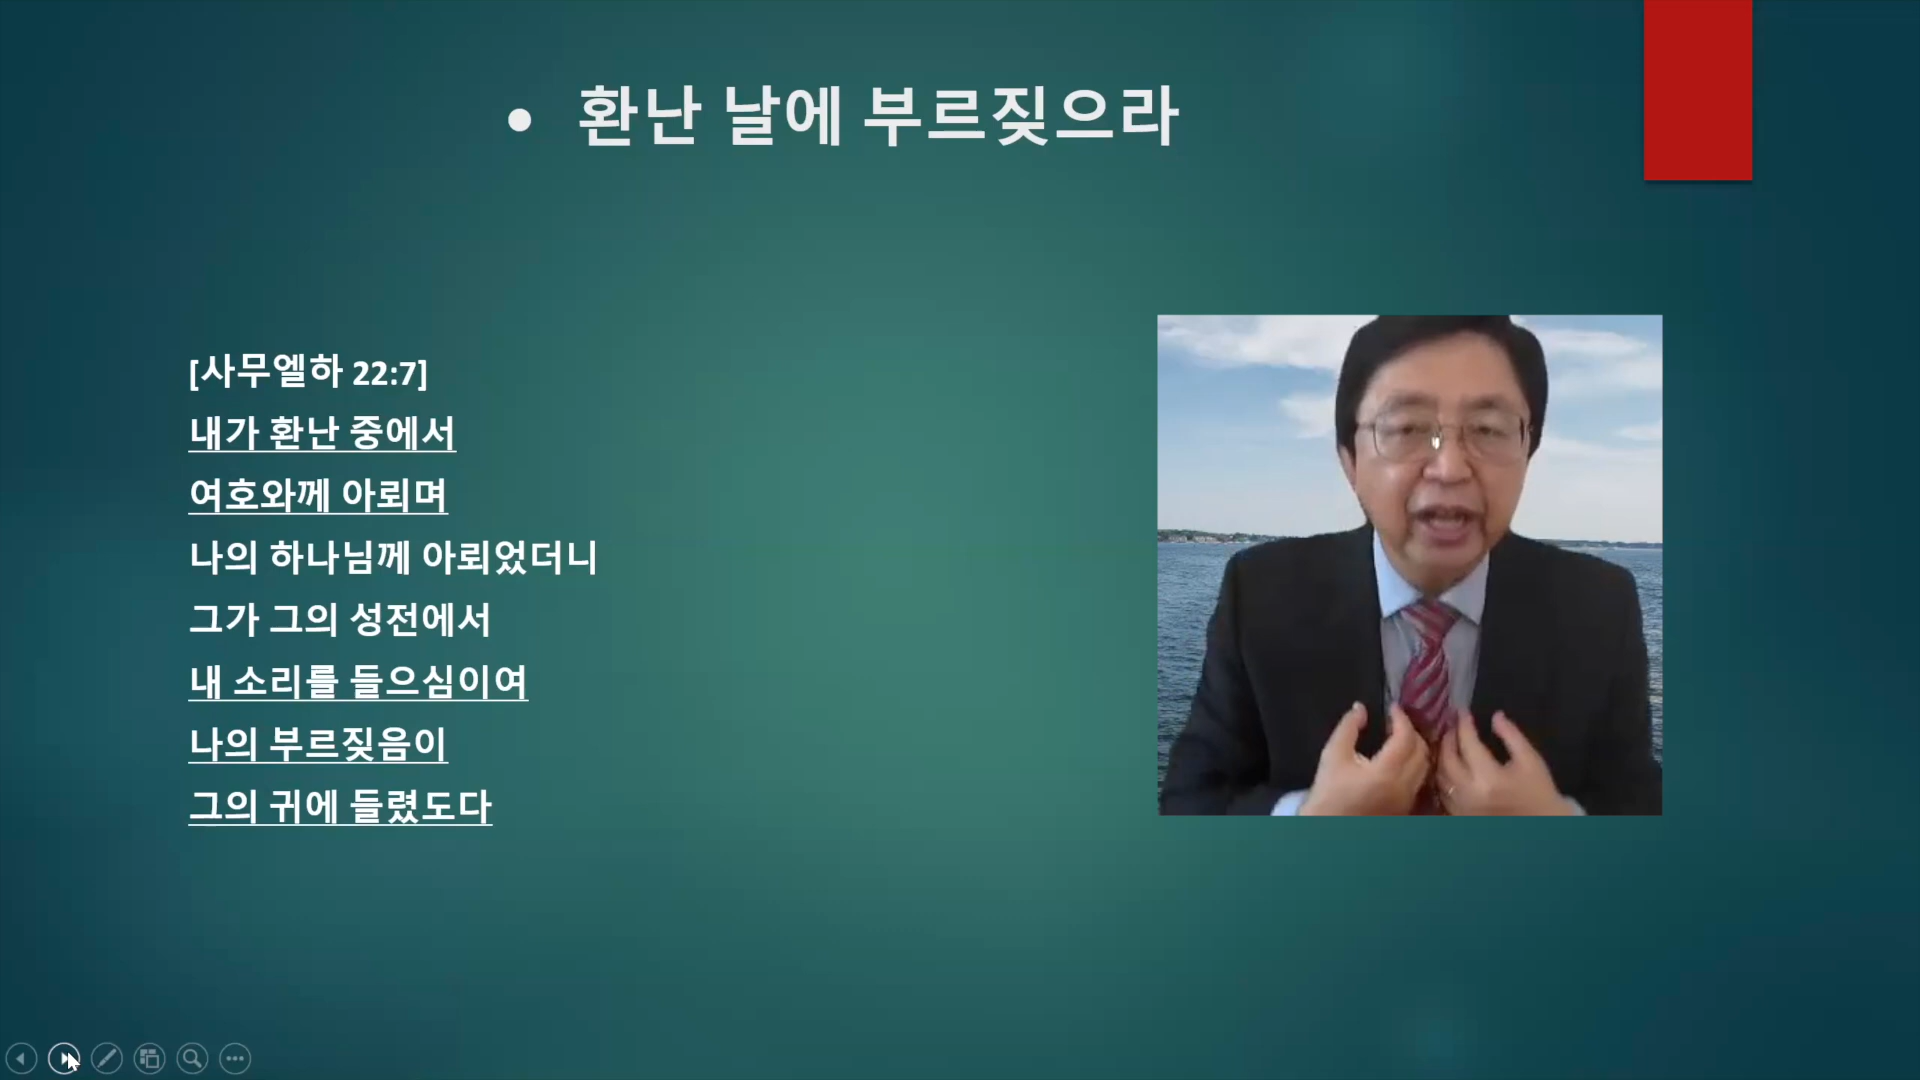 • 환난 날에 부르짖으라
[사무엘하 22:7]
내가 환난 중에서
여호와께 아뢰며
나의 하나님께 아뢰었더니
그가 그의 성전에서
내 소리를 들으심이여
나의 부르짖음이
그의 귀에 들렸도다